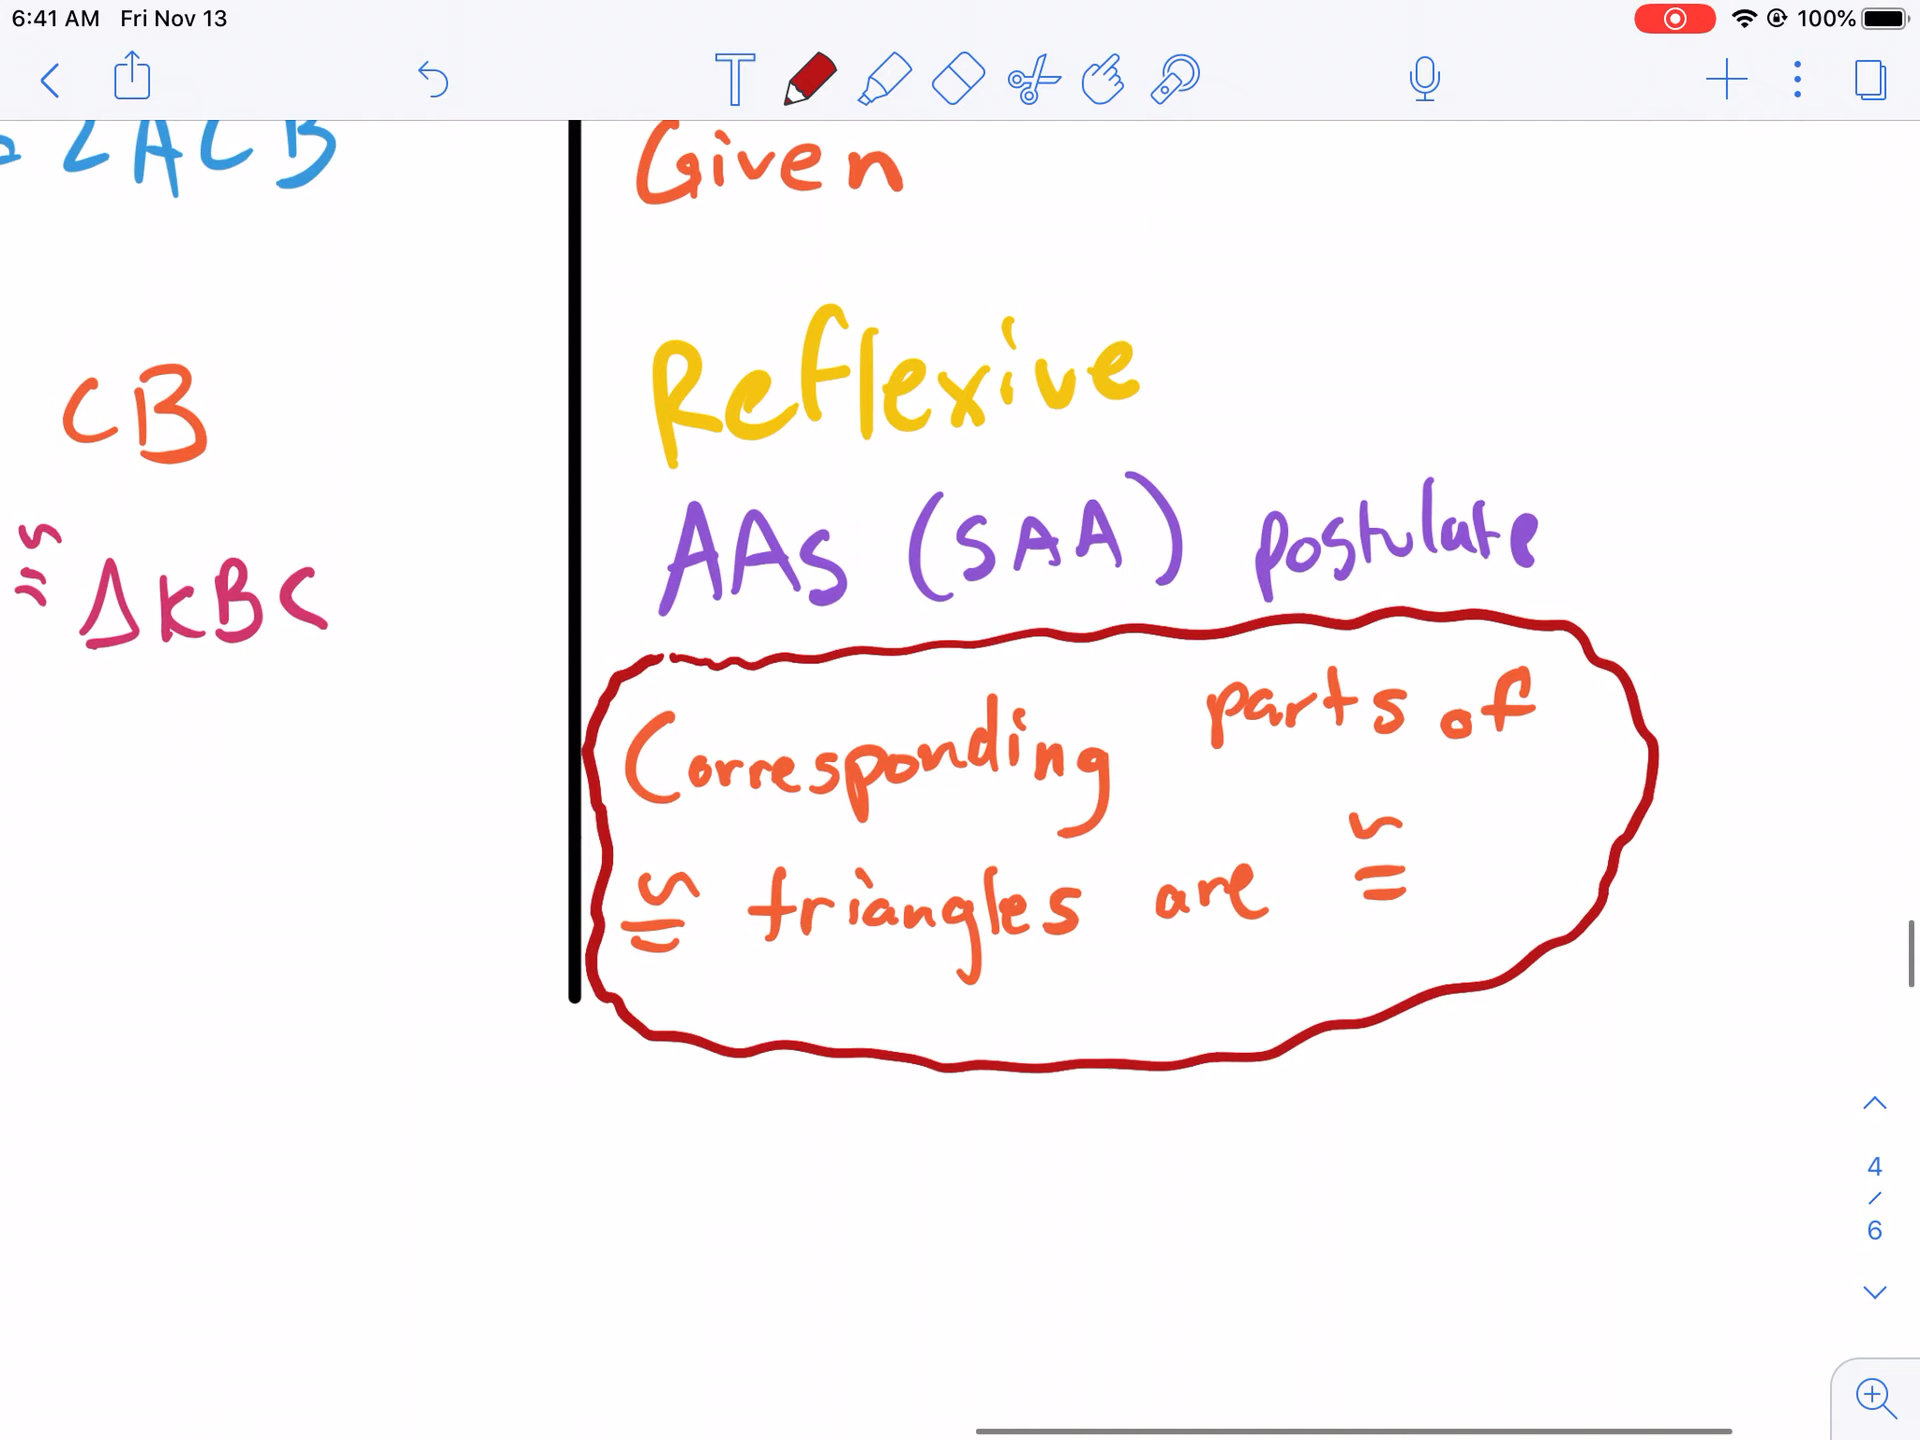 6:41 AM Fri Nov 13
100%
∠ACB
Given
CB
Reflexive
≅ ΔKBC
AAS (SAA) postulate
Corresponding parts of
≅ triangles are ≅
4
/
6